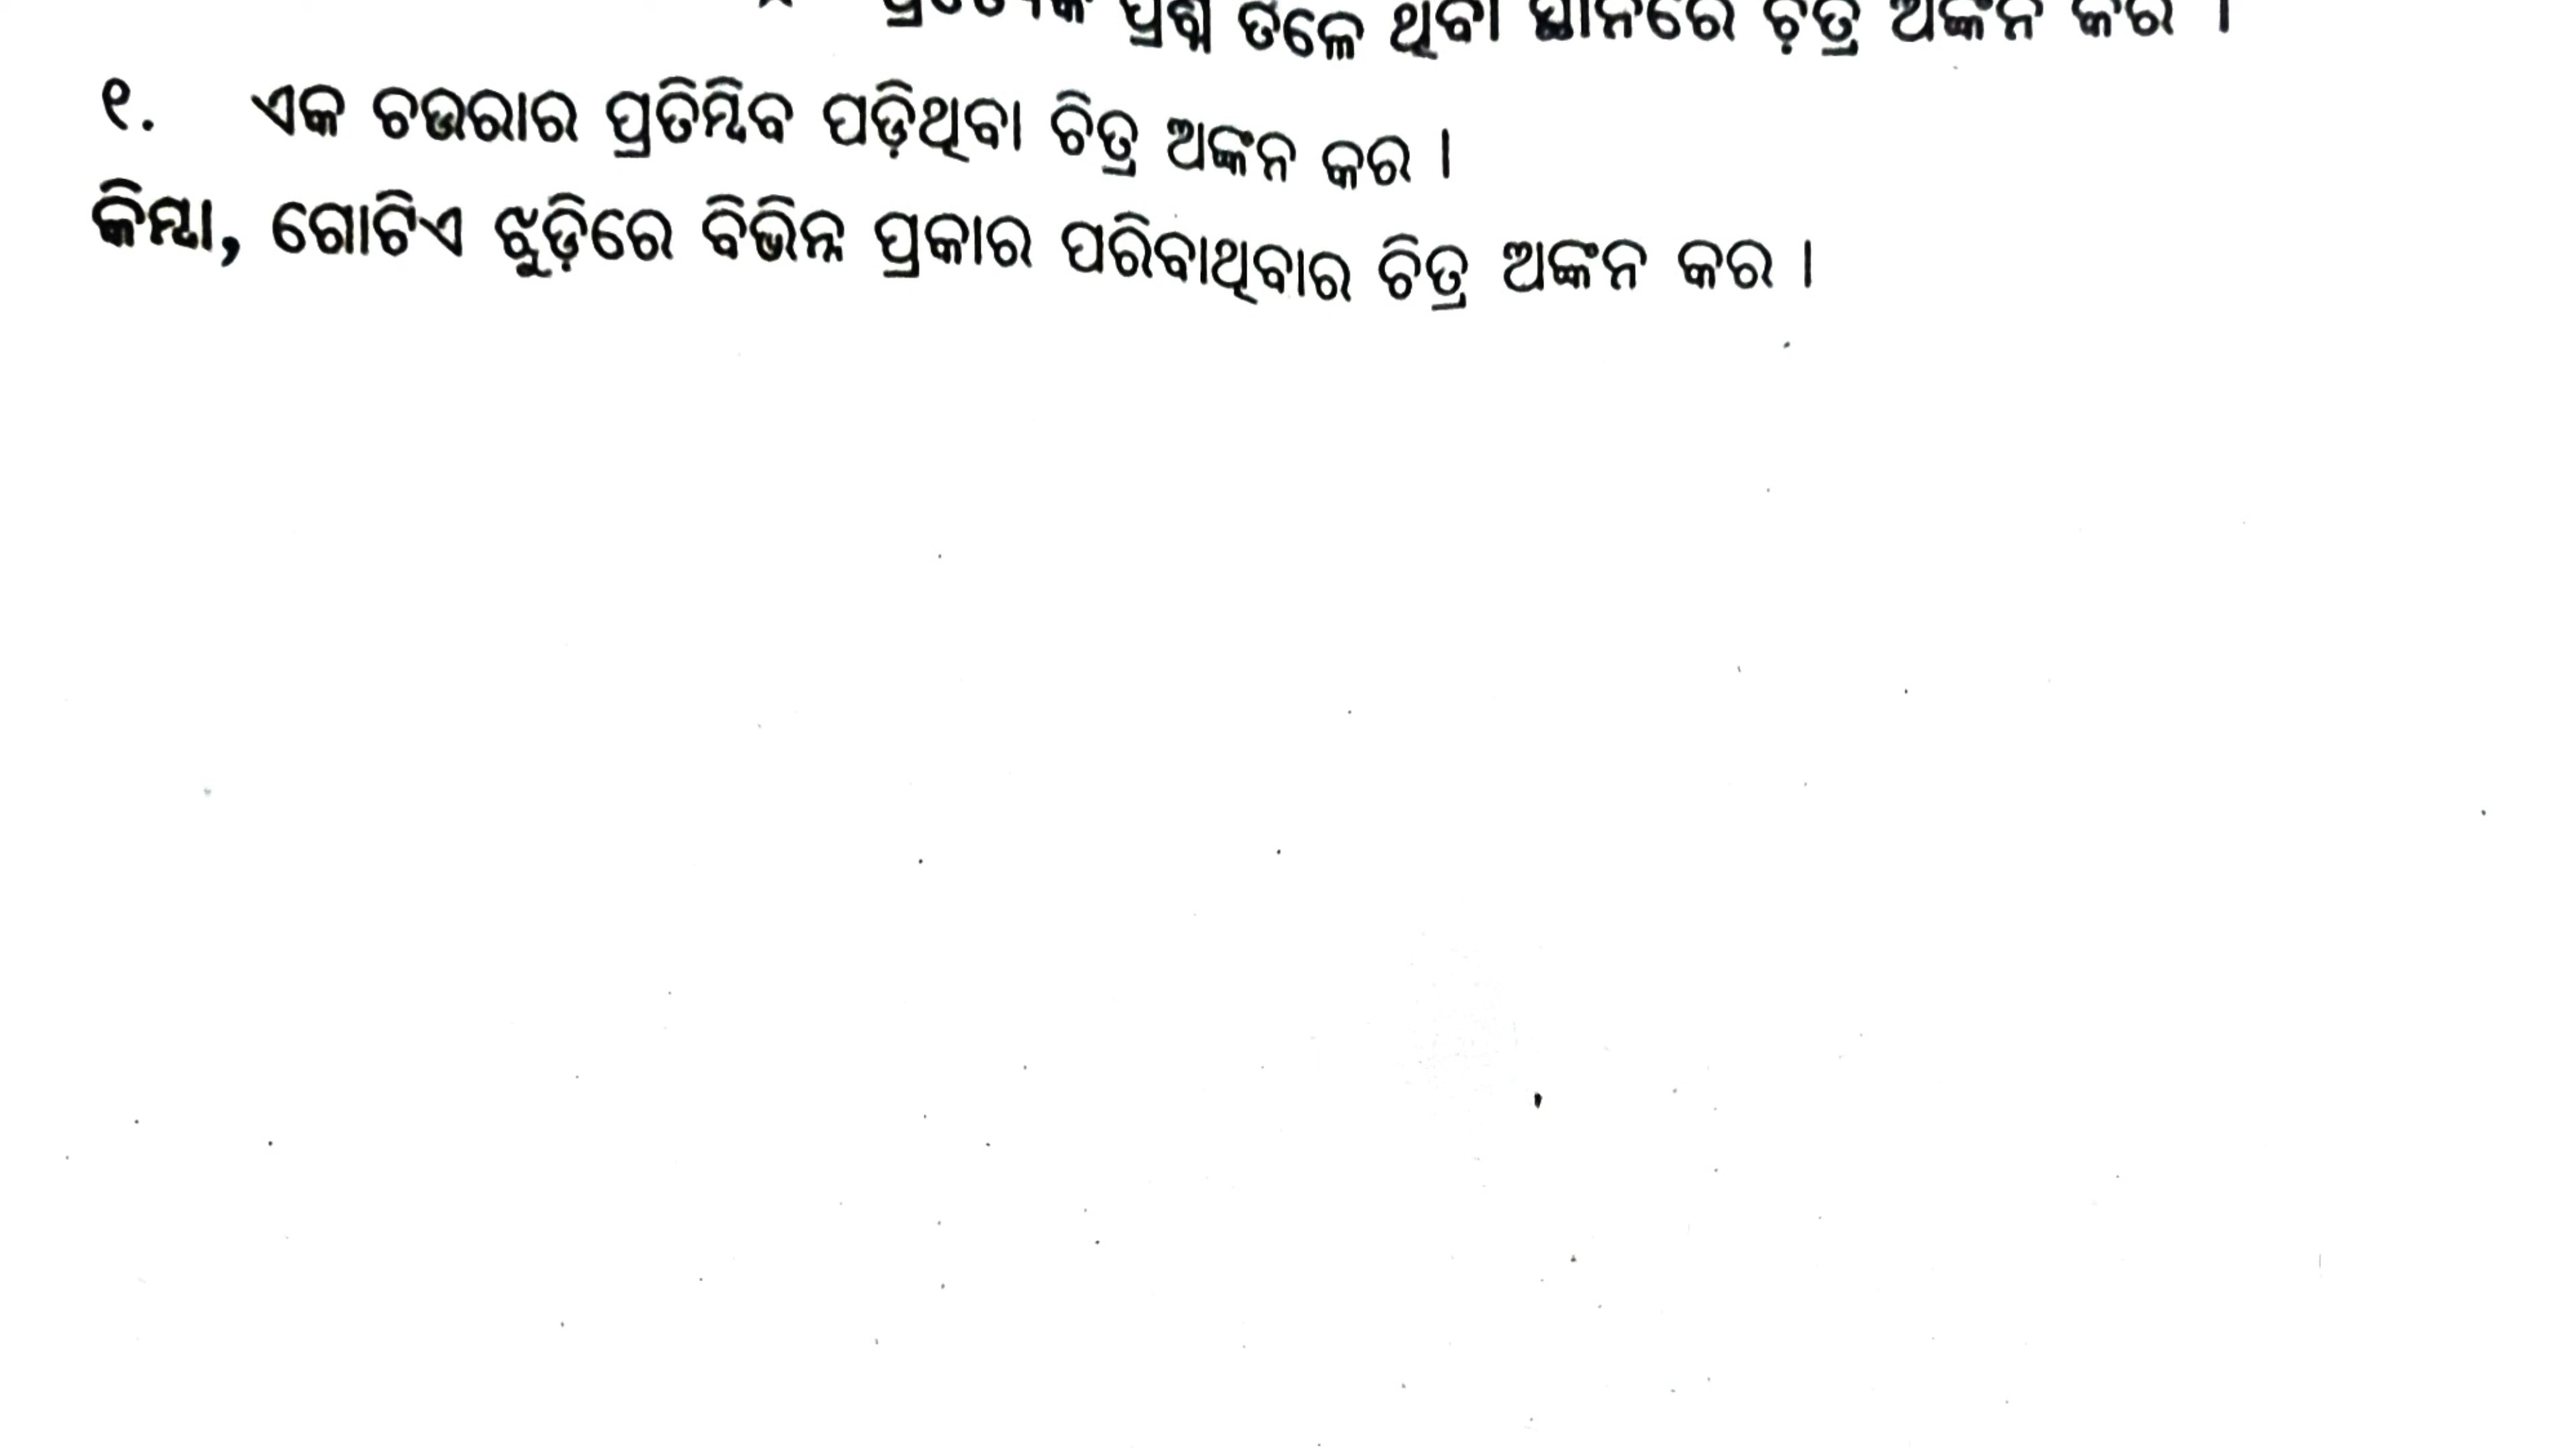 ପ୍ରତ୍ୟେକ ପ୍ରଶ୍ନ ତଳେ ଥିବା ସ୍ଥାନରେ ଚିତ୍ର ଅଙ୍କନ କର ।
୧. ଏକ ଚଉରାର ପ୍ରତିମ୍ବିବ ପଡ଼ିଥିବା ଚିତ୍ର ଅଙ୍କନ କର ।
କିମ୍ବା, ଗୋଟିଏ ଝୁଡ଼ିରେ ବିଭିନ୍ନ ପ୍ରକାର ପରିବାଥିବାର ଚିତ୍ର ଅଙ୍କନ କର ।